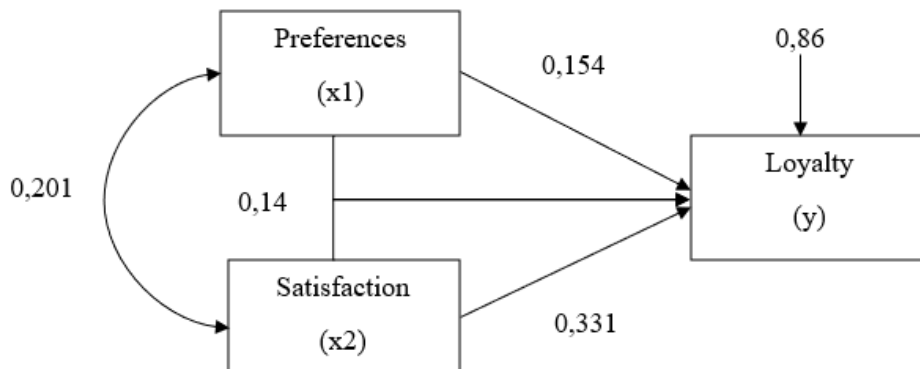 Preferences
(x1)
0,86
0,154
Loyalty
(y)
0,201
0,14
Satisfaction
(x2)
0,331